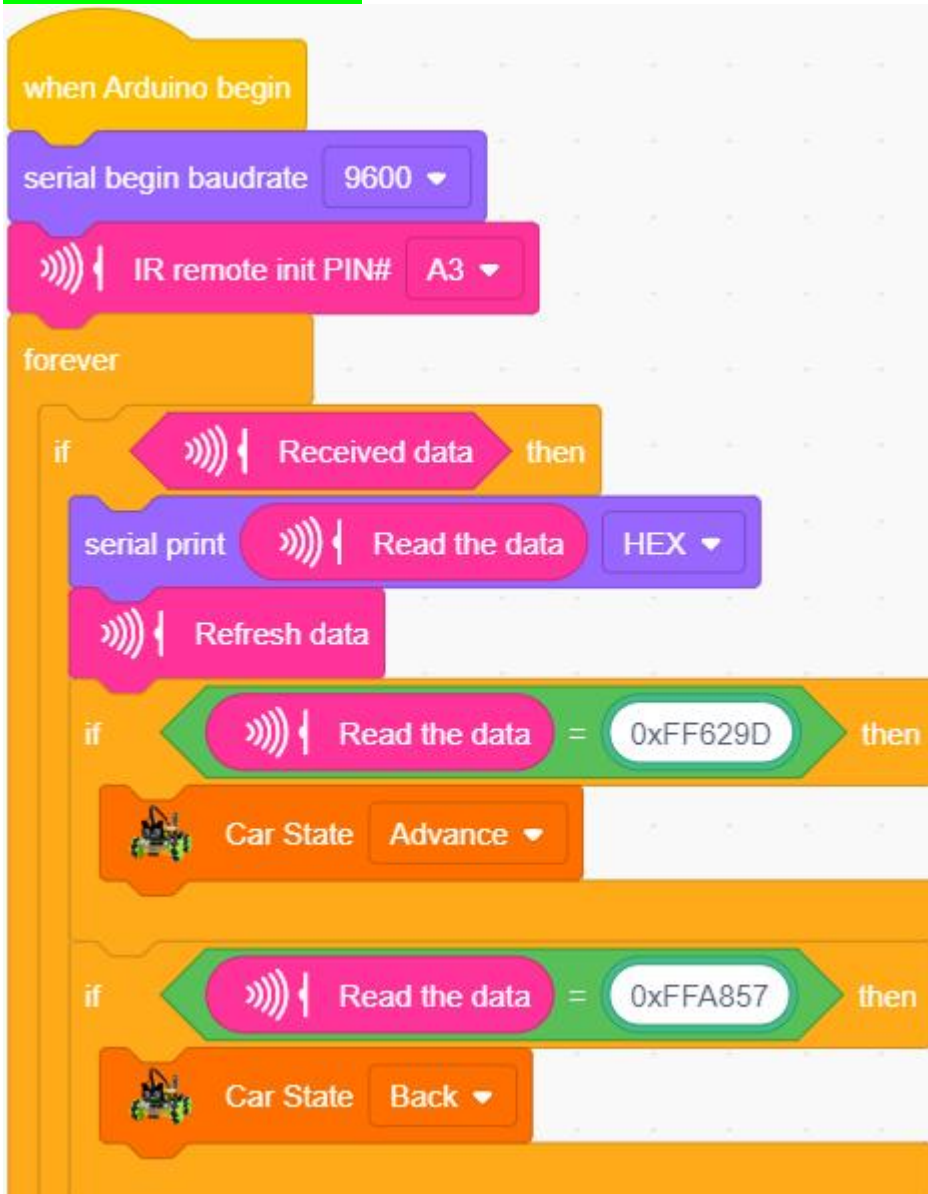 when Arduino begin
serial begin baudrate 9600
IR remote init PIN# A3
forever
if Received data then
serial print Read the data HEX
Refresh data
if Read the data = 0xFF629D then
Car State Advance
if Read the data = 0xFFA857 then
Car State Back